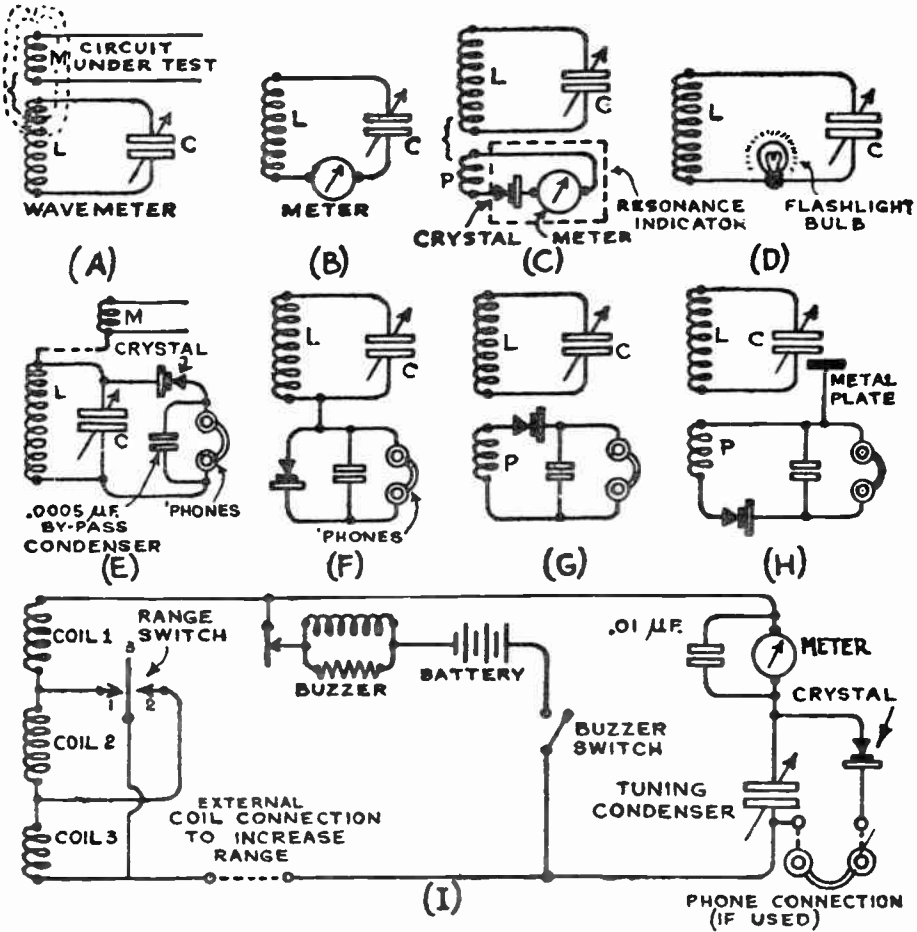 M CIRCUIT
UNDER TEST
L
C
WAVEMETER
(A)
L
C
METER
(B)
L
C
P
CRYSTAL METER
RESONANCE
INDICATOR
(C)
L
C
FLASHLIGHT
BULB
(D)
M
CRYSTAL
L
C
.0005 µF.
BY-PASS
CONDENSER
'PHONES
(E)
L
C
'PHONES
(F)
L
C
P
(G)
L
C
METAL
PLATE
P
(H)
COIL 1
RANGE
SWITCH
3
1
2
COIL 2
COIL 3
BUZZER
BATTERY
BUZZER
SWITCH
EXTERNAL
COIL CONNECTION
TO INCREASE
RANGE
.01 µF.
METER
CRYSTAL
TUNING
CONDENSER
PHONE CONNECTION
(IF USED)
(I)